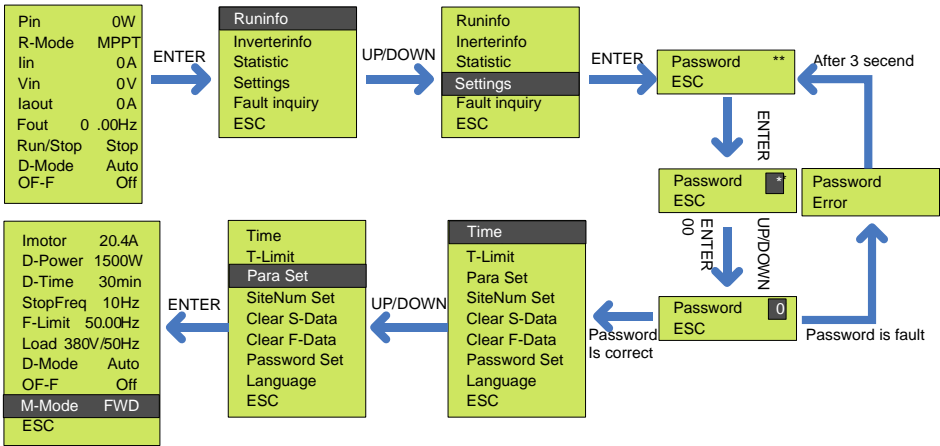 Pin 0W
R-Mode MPPT
Iin 0A
Vin 0V
Iaout 0A
Fout 0 .00Hz
Run/Stop Stop
D-Mode Auto
OF-F Off
ENTER
Runinfo
Inverterinfo
Statistic
Settings
Fault inquiry
ESC
UP/DOWN
Runinfo
Inerterinfo
Statistic
Settings
Fault inquiry
ESC
ENTER
Password **
ESC
After 3 secend
ENTER
Password **
ESC
Password
Error
UP/DOWN
ENTER
00
Password 0
ESC
Password is fault
Password
Is correct
Time
T-Limit
Para Set
SiteNum Set
Clear S-Data
Clear F-Data
Password Set
Language
ESC
UP/DOWN
Time
T-Limit
Para Set
SiteNum Set
Clear S-Data
Clear F-Data
Password Set
Language
ESC
ENTER
Imotor 20.4A
D-Power 1500W
D-Time 30min
StopFreq 10Hz
F-Limit 50.00Hz
Load 380V/50Hz
D-Mode Auto
OF-F Off
M-Mode FWD
ESC